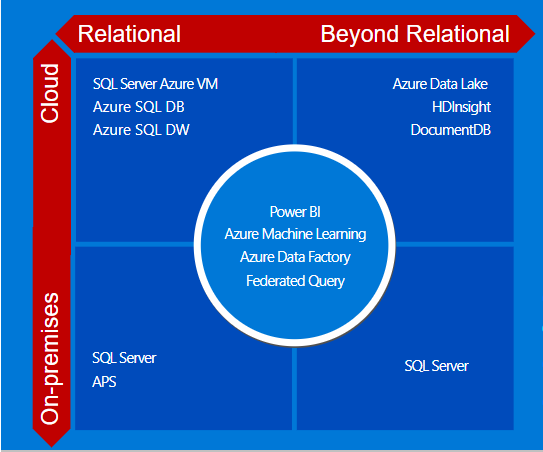 Relational
Beyond Relational
Cloud
SQL Server Azure VM
Azure SQL DB
Azure SQL DW
Azure Data Lake
HDInsight
DocumentDB
Power BI
Azure Machine Learning
Azure Data Factory
Federated Query
On-premises
SQL Server
APS
SQL Server